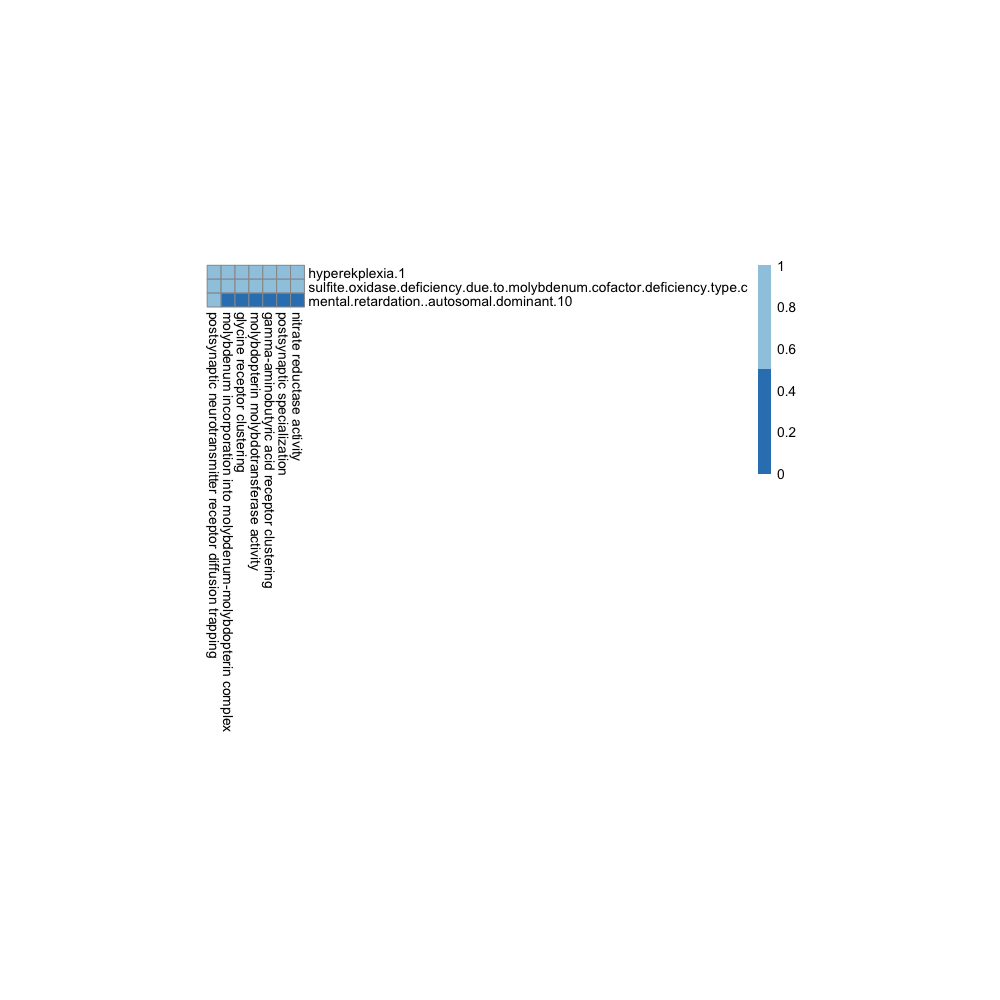 hyperekplexia.1
sulfite.oxidase.deficiency.due.to.molybdenum.cofactor.deficiency.type.c
mental.retardation..autosomal.dominant.10
postsynaptic neurotransmitter receptor diffusion trapping
molybdenum incorporation into molybdenum-molybdopterin complex
glycine receptor clustering
molybdopterin molybdotransferase activity
gamma-aminobutyric acid receptor clustering
postsynaptic specialization
nitrate reductase activity
1
0.8
0.6
0.4
0.2
0